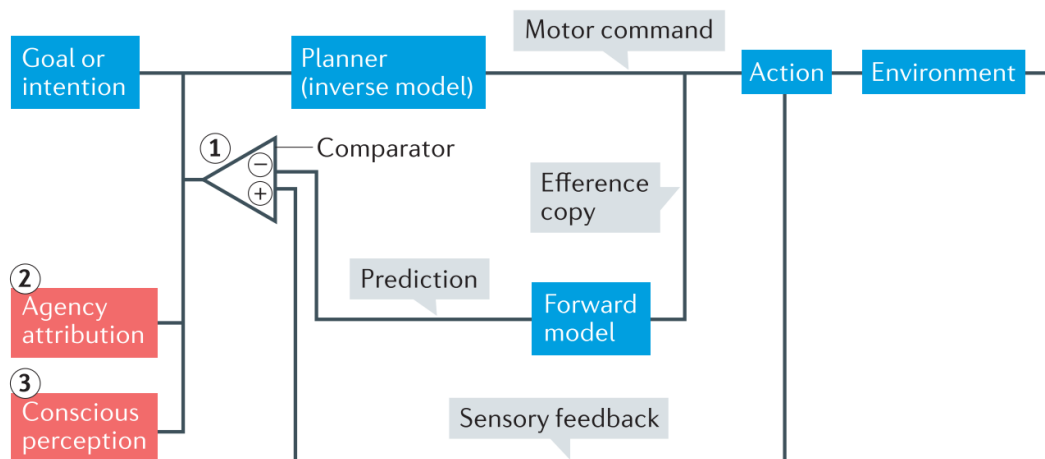 Motor command
Goal or
intention
Planner
(inverse model)
Action
Environment
1
Comparator
−
+
Efference
copy
2
Agency
attribution
Prediction
Forward
model
3
Conscious
perception
Sensory feedback